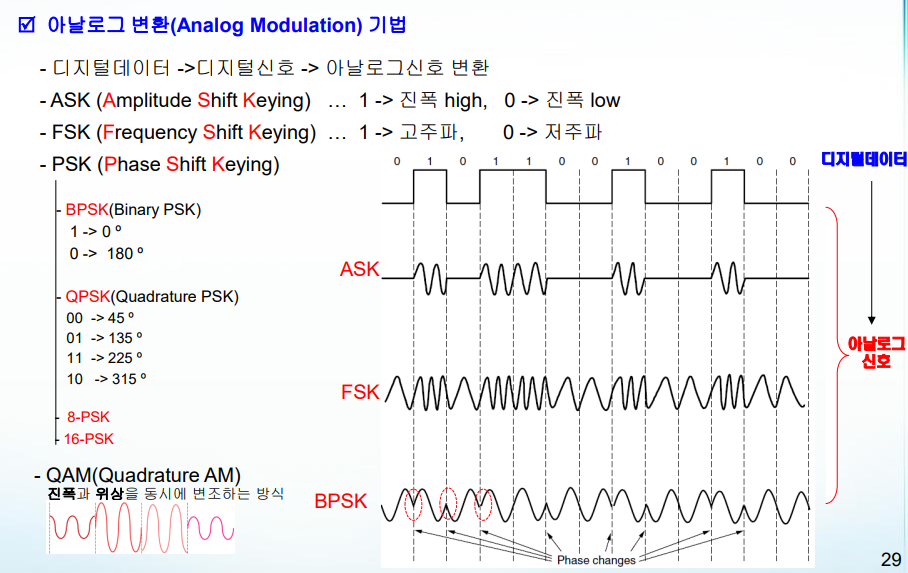 ☑ 아날로그 변환(Analog Modulation) 기법
- 디지털데이터 ->디지털신호 -> 아날로그신호 변환
- ASK (Amplitude Shift Keying) … 1 -> 진폭 high, 0 -> 진폭 low
- FSK (Frequency Shift Keying) … 1 -> 고주파, 0 -> 저주파
- PSK (Phase Shift Keying)
- BPSK(Binary PSK)
1 -> 0 º
0 -> 180 º
- QPSK(Quadrature PSK)
00 -> 45 º
01 -> 135 º
11 -> 225 º
10 -> 315 º
- 8-PSK
- 16-PSK
- QAM(Quadrature AM)
진폭과 위상을 동시에 변조하는 방식
0 1 0 1 1 0 0 1 0 0 1 0 0
디지털데이터
ASK
FSK
BPSK
아날로그
신호
Phase changes
29